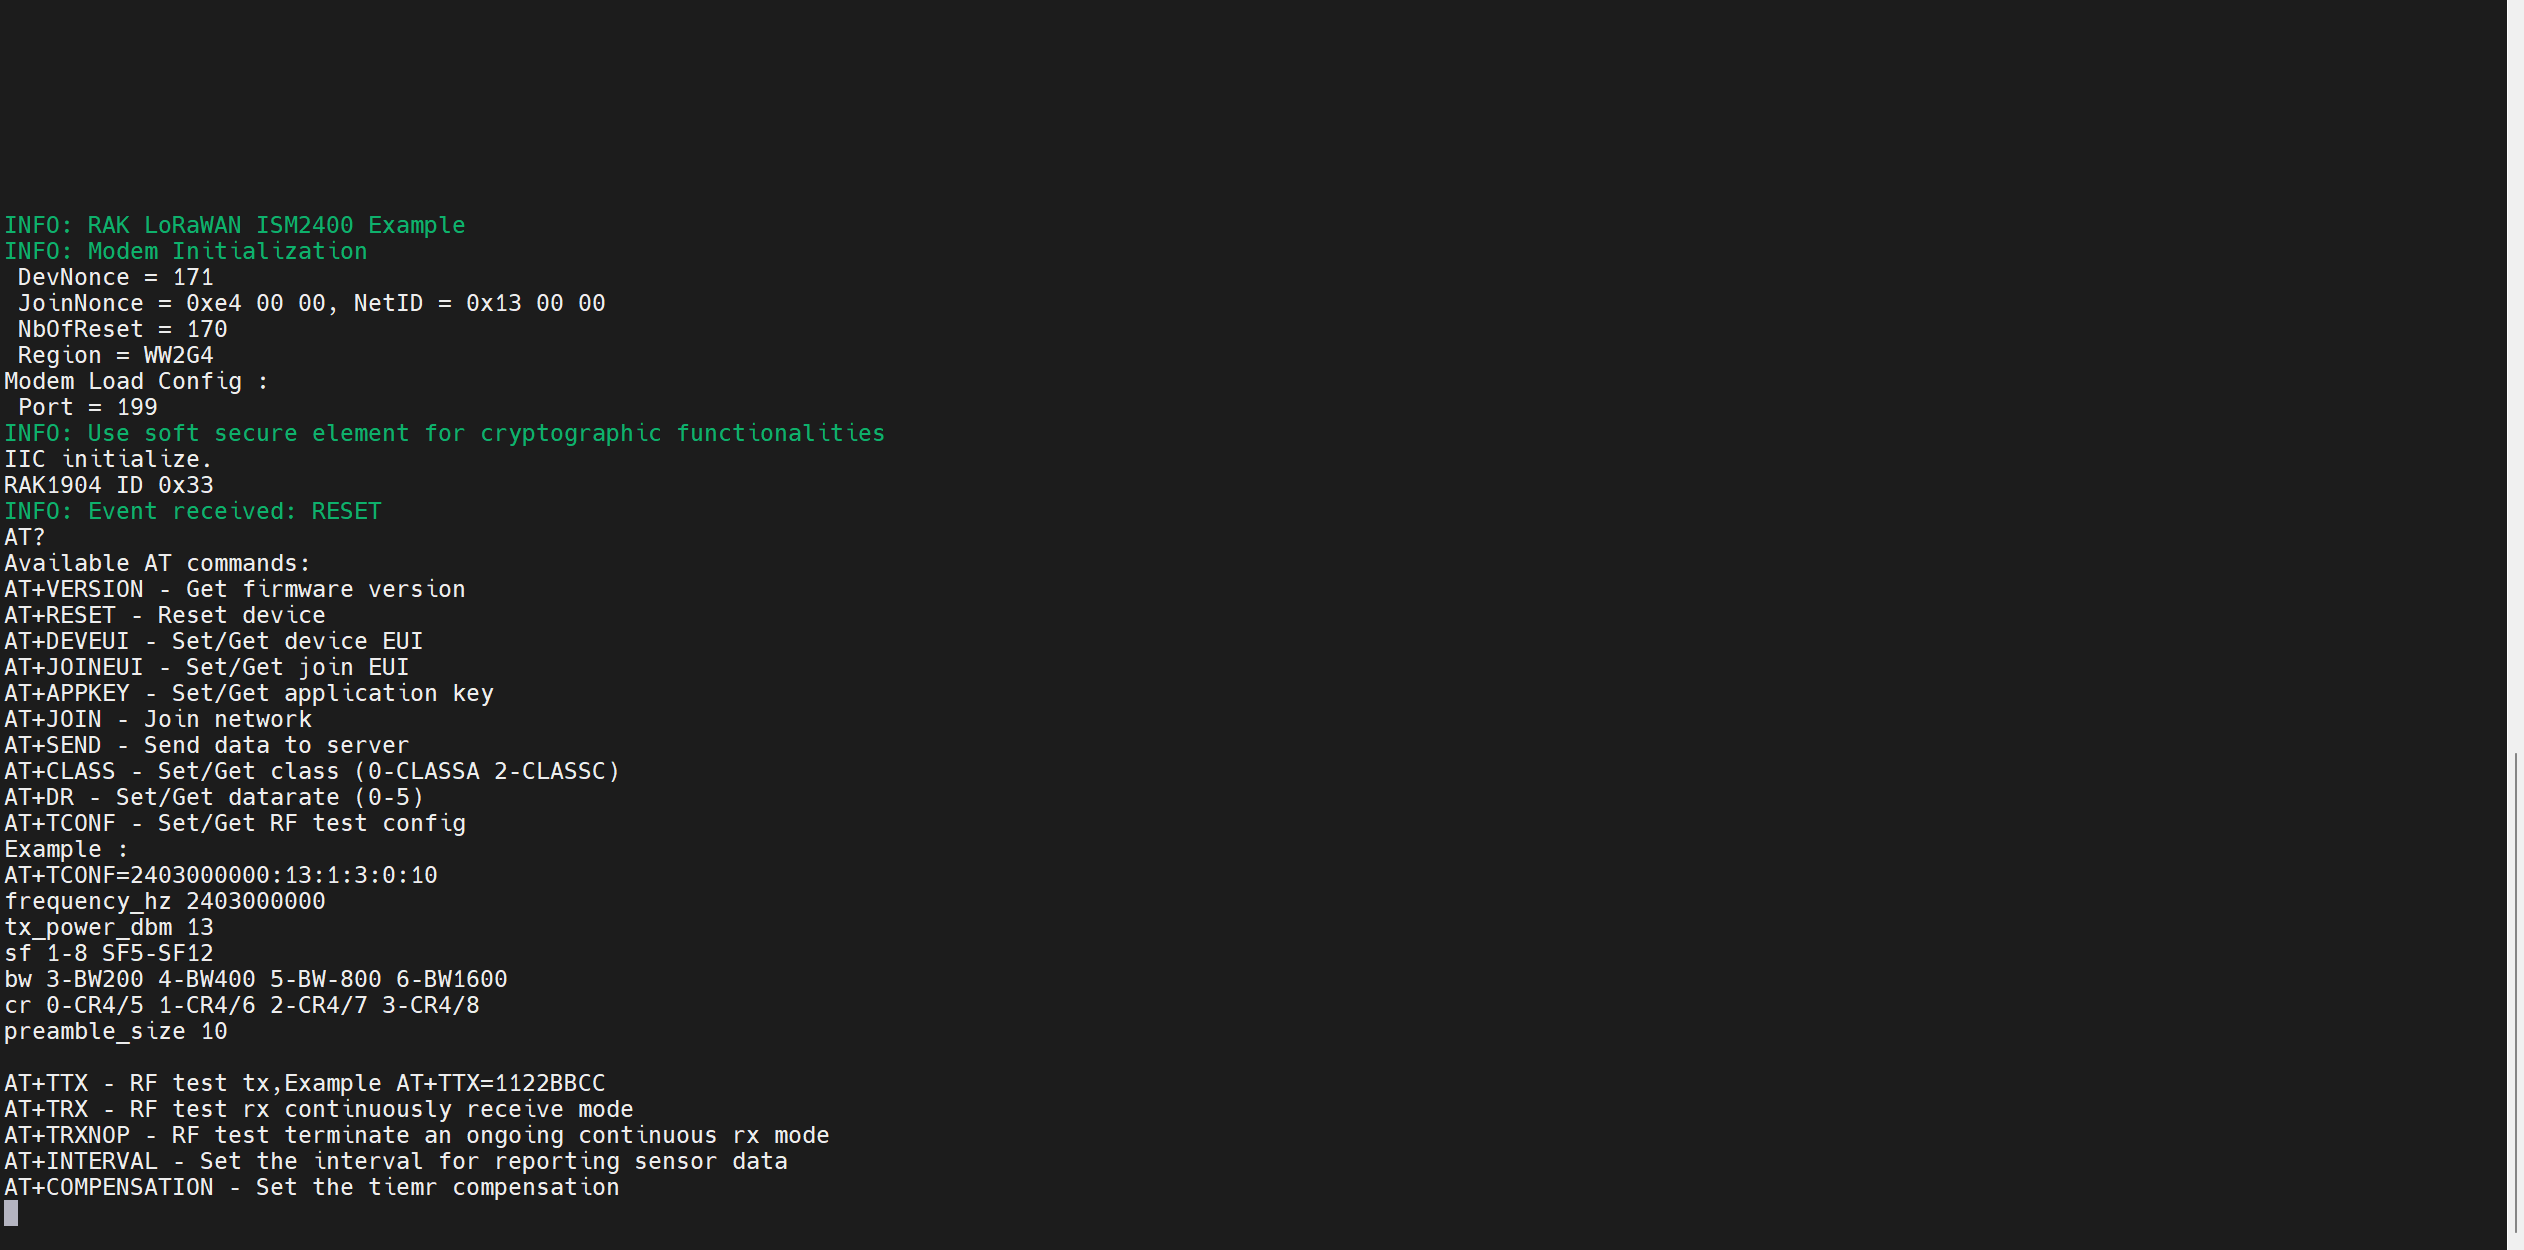 INFO: RAK LoRaWAN ISM2400 Example
INFO: Modem Initialization
 DevNonce = 171
 JoinNonce = 0xe4 00 00, NetID = 0x13 00 00
 NbOfReset = 170
 Region = WW2G4
Modem Load Config :
 Port = 199
INFO: Use soft secure element for cryptographic functionalities
IIC initialize.
RAK1904 ID 0x33
INFO: Event received: RESET
AT?
Available AT commands:
AT+VERSION - Get firmware version
AT+RESET - Reset device
AT+DEVEUI - Set/Get device EUI
AT+JOINEUI - Set/Get join EUI
AT+APPKEY - Set/Get application key
AT+JOIN - Join network
AT+SEND - Send data to server
AT+CLASS - Set/Get class (0-CLASSA 2-CLASSC)
AT+DR - Set/Get datarate (0-5)
AT+TCONF - Set/Get RF test config
Example :
AT+TCONF=2403000000:13:1:3:0:10
frequency_hz 2403000000
tx_power_dbm 13
sf 1-8 SF5-SF12
bw 3-BW200 4-BW400 5-BW-800 6-BW1600
cr 0-CR4/5 1-CR4/6 2-CR4/7 3-CR4/8
preamble_size 10

AT+TTX - RF test tx,Example AT+TTX=1122BBCC
AT+TRX - RF test rx continuously receive mode
AT+TRXNOP - RF test terminate an ongoing continuous rx mode
AT+INTERVAL - Set the interval for reporting sensor data
AT+COMPENSATION - Set the tiemr compensation